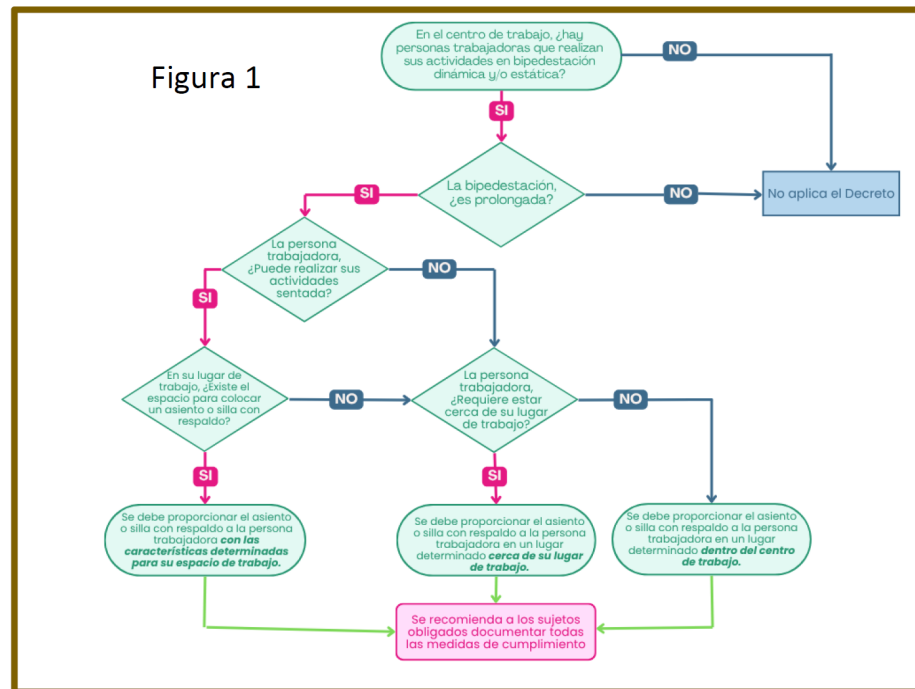 Figura 1
En el centro de trabajo, ¿hay
personas trabajadoras que realizan
sus actividades en bipedestación
dinámica y/o estática?
NO
SI
La bipedestación,
¿es prolongada?
SI
NO
No aplica el Decreto
La persona
trabajadora,
¿Puede realizar sus
actividades
sentada?
NO
SI
En su lugar de
trabajo, ¿Existe el
espacio para colocar
un asiento o silla con
respaldo?
NO
La persona
trabajadora,
¿Requiere estar
cerca de su lugar
de trabajo?
NO
SI
SI
Se debe proporcionar el asiento
o silla con respaldo a la persona
trabajadora con las
características determinadas
para su espacio de trabajo.
Se debe proporcionar el asiento
o silla con respaldo a la persona
trabajadora en un lugar
determinado cerca de su lugar
de trabajo.
Se debe proporcionar el asiento
o silla con respaldo a la persona
trabajadora en un lugar
determinado dentro del centro
de trabajo.
Se recomienda a los sujetos
obligados documentar todas
las medidas de cumplimiento